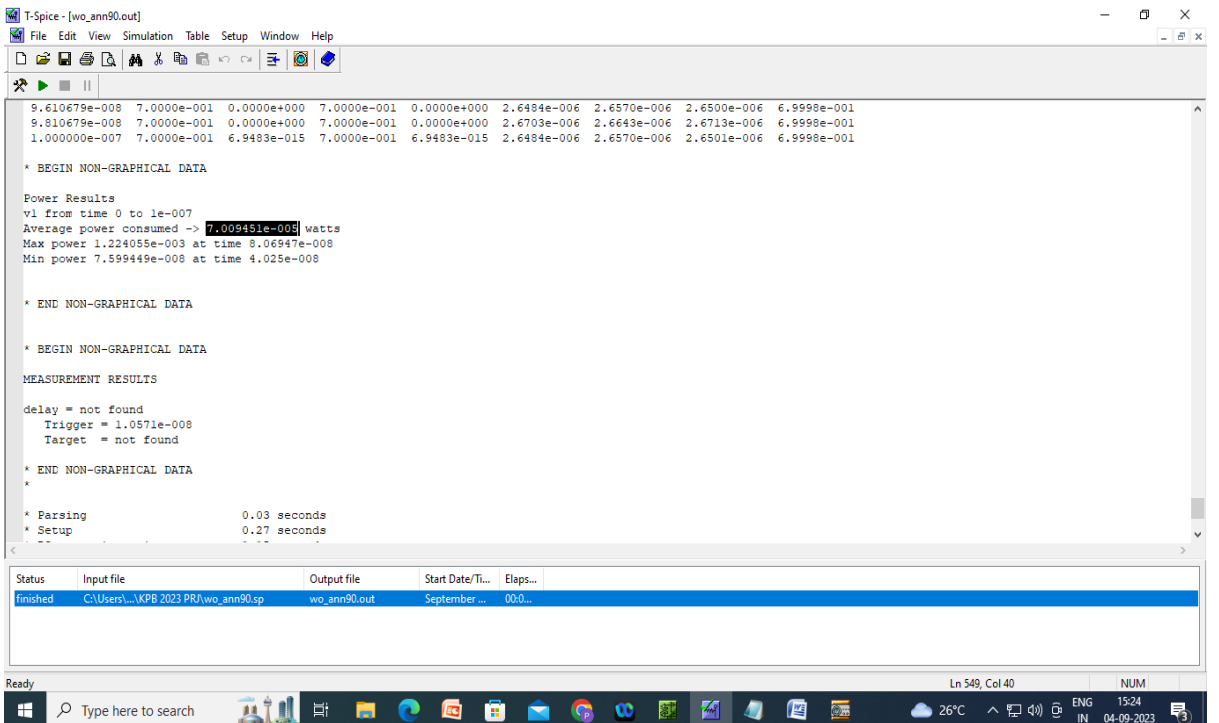 T-Spice - [wo_ann90.out]
File Edit View Simulation Table Setup Window Help
9.610679e-008 7.0000e-001 0.0000e+000 7.0000e-001 0.0000e+000 2.6484e-006 2.6570e-006 2.6500e-006 6.9998e-001
9.810679e-008 7.0000e-001 0.0000e+000 7.0000e-001 0.0000e+000 2.6703e-006 2.6643e-006 2.6713e-006 6.9998e-001
1.000000e-007 7.0000e-001 6.9483e-015 7.0000e-001 6.9483e-015 2.6484e-006 2.6570e-006 2.6501e-006 6.9998e-001
* BEGIN NON-GRAPHICAL DATA
Power Results
v1 from time 0 to 1e-007
Average power consumed -> 7.009451e-005 watts
Max power 1.224055e-003 at time 8.06947e-008
Min power 7.599449e-008 at time 4.025e-008
* END NON-GRAPHICAL DATA
* BEGIN NON-GRAPHICAL DATA
MEASUREMENT RESULTS
delay = not found
Trigger = 1.0571e-008
Target = not found
* END NON-GRAPHICAL DATA
*
* Parsing 0.03 seconds
* Setup 0.27 seconds
Status Input file Output file Start Date/Ti... Elaps...
finished C:\Users\...\KPB 2023 PRJ\wo_ann90.sp wo_ann90.out September ... 00:0...
Ready Ln 549, Col 40 NUM
Type here to search 26°C ENG 15:24
IN 04-09-2023